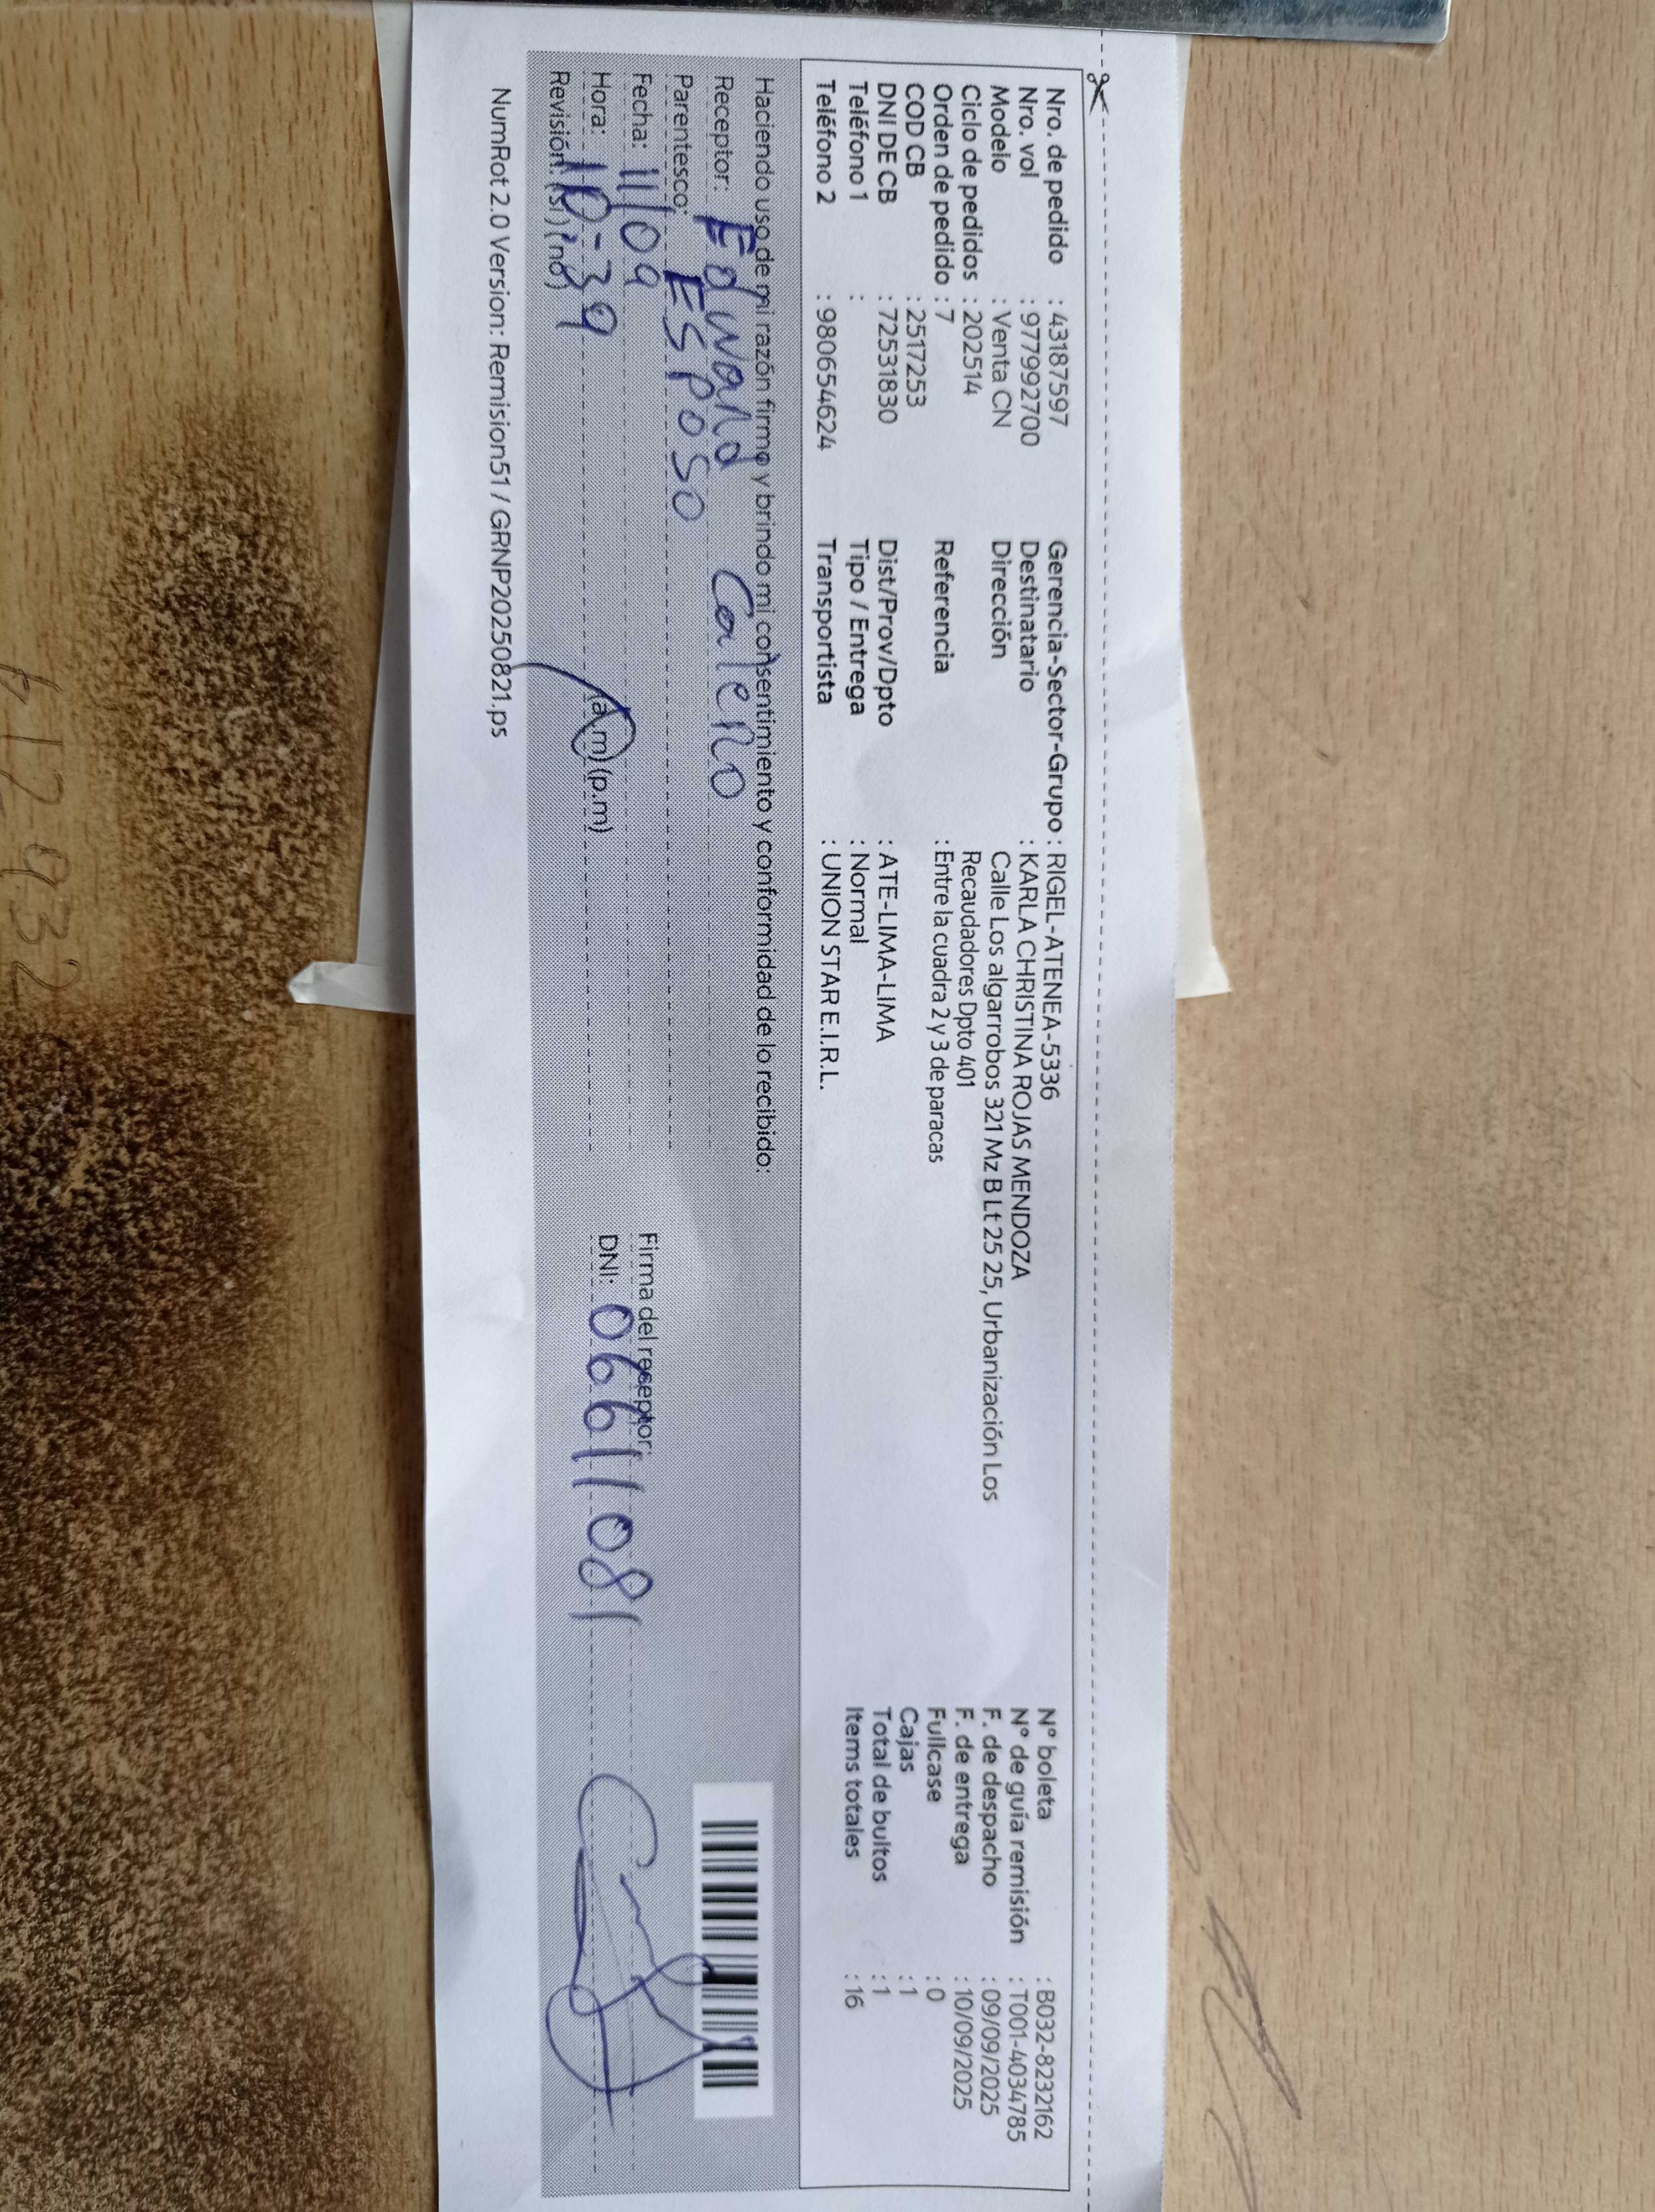 Nro. de pedido : 43187597
Nro. vol : 977992700
Modelo : Venta CN
Ciclo de pedidos : 202514
Orden de pedido : 7
COD CB : 2517253
DNI DE CB : 72531830
Teléfono 1 :
Teléfono 2 : 980654624
Gerencia-Sector-Grupo : RIGEL-ATENEA-5336
Destinatario : KARLA CHRISTINA ROJAS MENDOZA
Dirección Calle Los algarrobos 321 Mz B Lt 25 25, Urbanización Los
Recaudadores Dpto 401
Referencia : Entre la cuadra 2 y 3 de paracas
Dist/Prov/Dpto : ATE-LIMA-LIMA
Tipo / Entrega : Normal
Transportista : UNION STAR E.I.R.L.
N° boleta : B032-8232162
N° de guía remisión : T001-4034785
F. de despacho : 09/09/2025
F. de entrega : 10/09/2025
Fullcase : 0
Cajas : 1
Total de bultos : 1
Items totales : 16
Haciendo uso de mi razón firmo y brindo mi consentimiento y conformidad de lo recibido:
Receptor: Edward Caleno
Parentesco: Esposo
Fecha: 11/09
Hora: 10-39 (a.m) (p.m)
Revisión: (si) (no)
Firma del receptor:
DNI: 06611081
NumRot 2.0 Version: Remision51 / GRNP20250821.ps